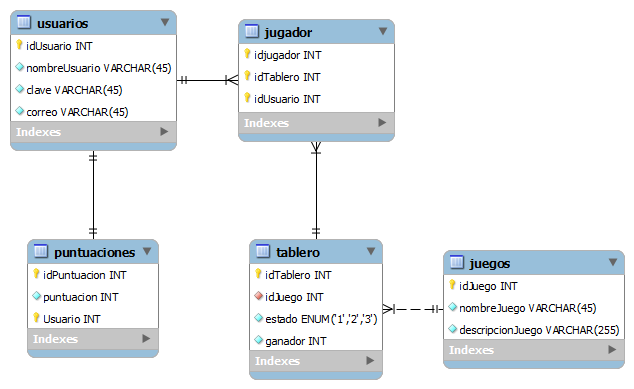 usuarios
idUsuario INT
nombreUsuario VARCHAR(45)
clave VARCHAR(45)
correo VARCHAR(45)
Indexes
jugador
idjugador INT
idTablero INT
idUsuario INT
Indexes
puntuaciones
idPuntuacion INT
puntuacion INT
Usuario INT
Indexes
tablero
idTablero INT
idJuego INT
estado ENUM('1','2','3')
ganador INT
Indexes
juegos
idJuego INT
nombreJuego VARCHAR(45)
descripcionJuego VARCHAR(255)
Indexes